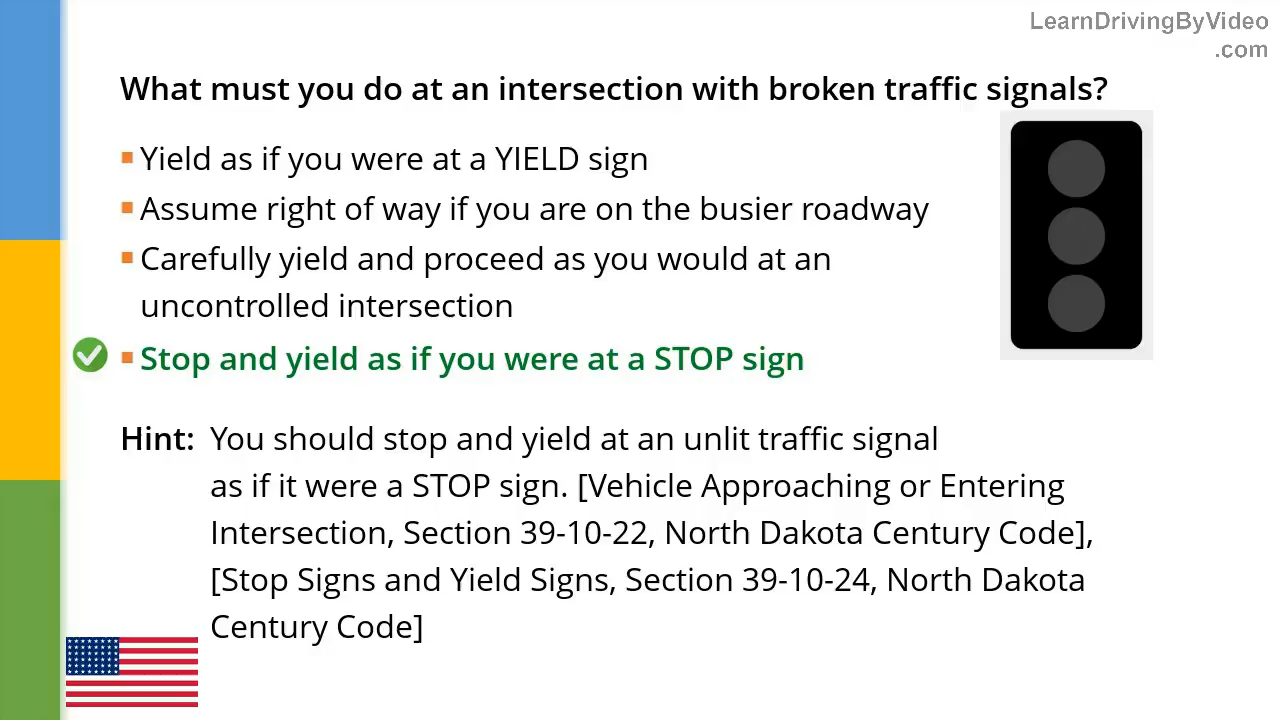 LearnDrivingByVideo
.com
What must you do at an intersection with broken traffic signals?
Yield as if you were at a YIELD sign
Assume right of way if you are on the busier roadway
Carefully yield and proceed as you would at an
uncontrolled intersection
Stop and yield as if you were at a STOP sign
Hint: You should stop and yield at an unlit traffic signal
as if it were a STOP sign. [Vehicle Approaching or Entering
Intersection, Section 39-10-22, North Dakota Century Code],
[Stop Signs and Yield Signs, Section 39-10-24, North Dakota
Century Code]